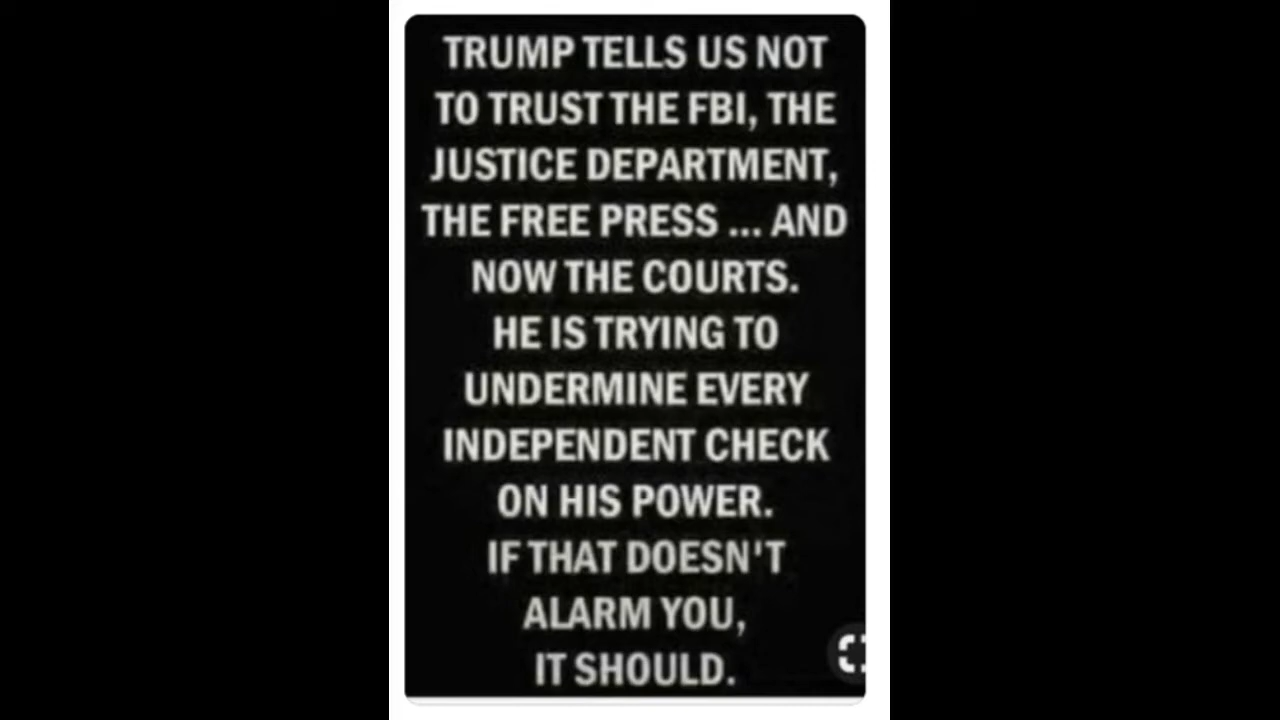 TRUMP TELLS US NOT
TO TRUST THE FBI, THE
JUSTICE DEPARTMENT,
THE FREE PRESS ... AND
NOW THE COURTS.
HE IS TRYING TO
UNDERMINE EVERY
INDEPENDENT CHECK
ON HIS POWER.
IF THAT DOESN'T
ALARM YOU,
IT SHOULD.